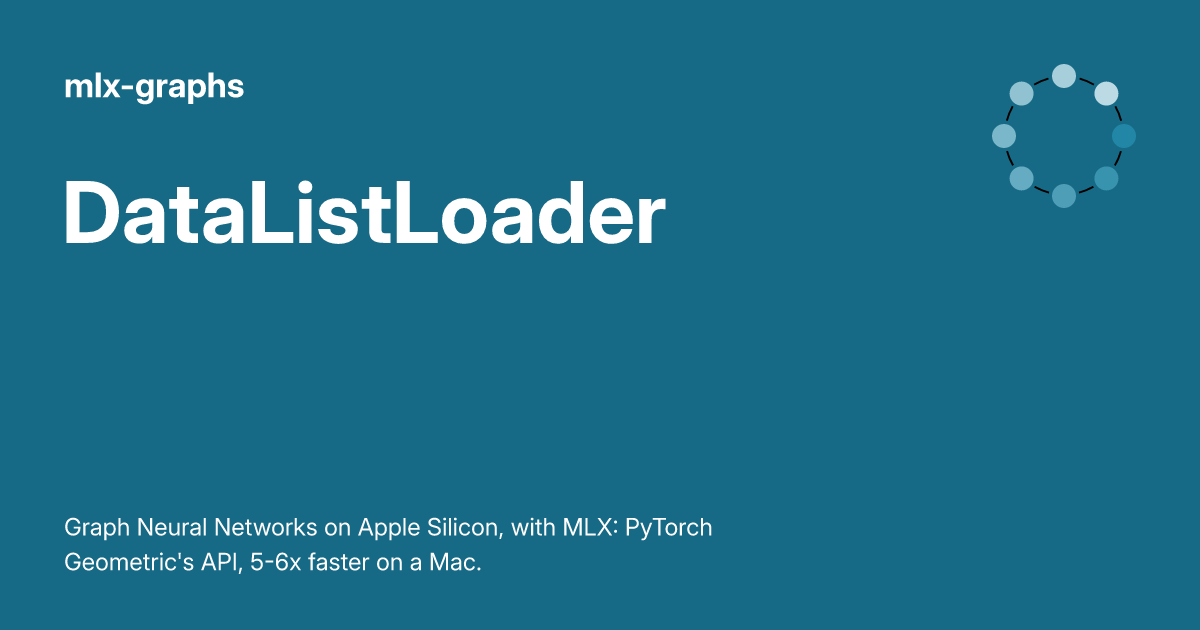 mlx-graphs
DataListLoader
Graph Neural Networks on Apple Silicon, with MLX: PyTorch
Geometric's API, 5-6x faster on a Mac.